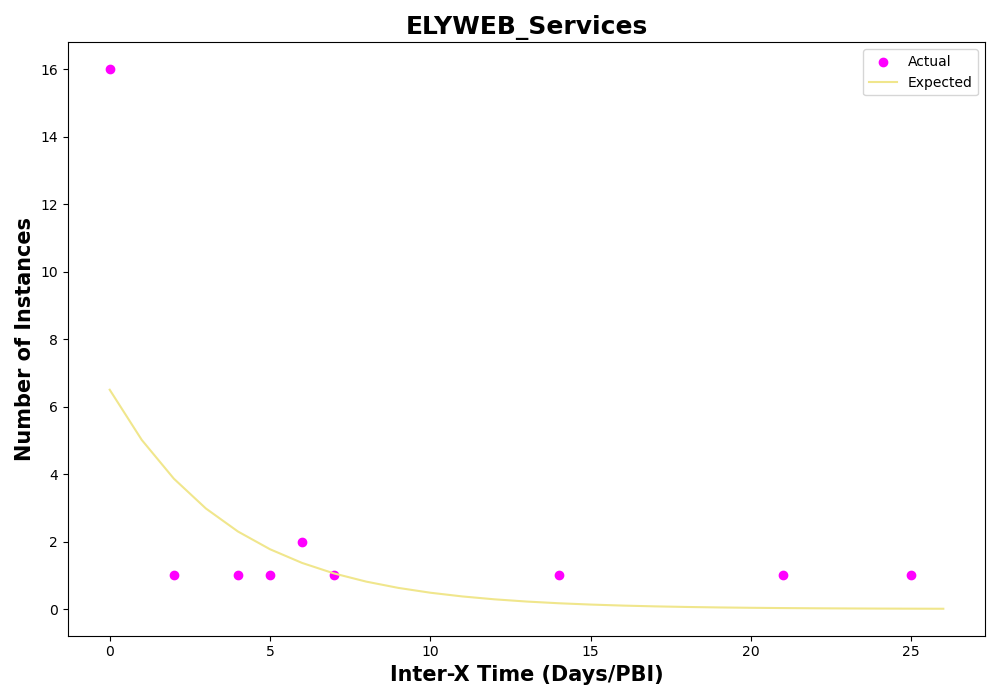 ELYWEB_Services
Actual
Expected
Number of Instances
16
14
12
10
8
6
4
2
0
0 5 10 15 20 25
Inter-X Time (Days/PBI)